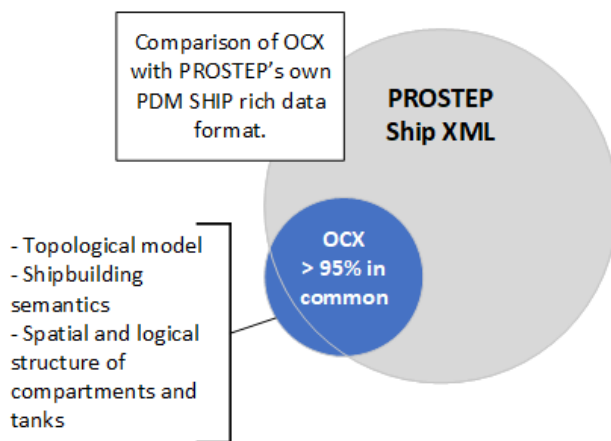 Comparison of OCX
with PROSTEP's own
PDM SHIP rich data
format.
PROSTEP
Ship XML
OCX
> 95% in
common
- Topological model
- Shipbuilding
semantics
- Spatial and logical
structure of
compartments and
tanks